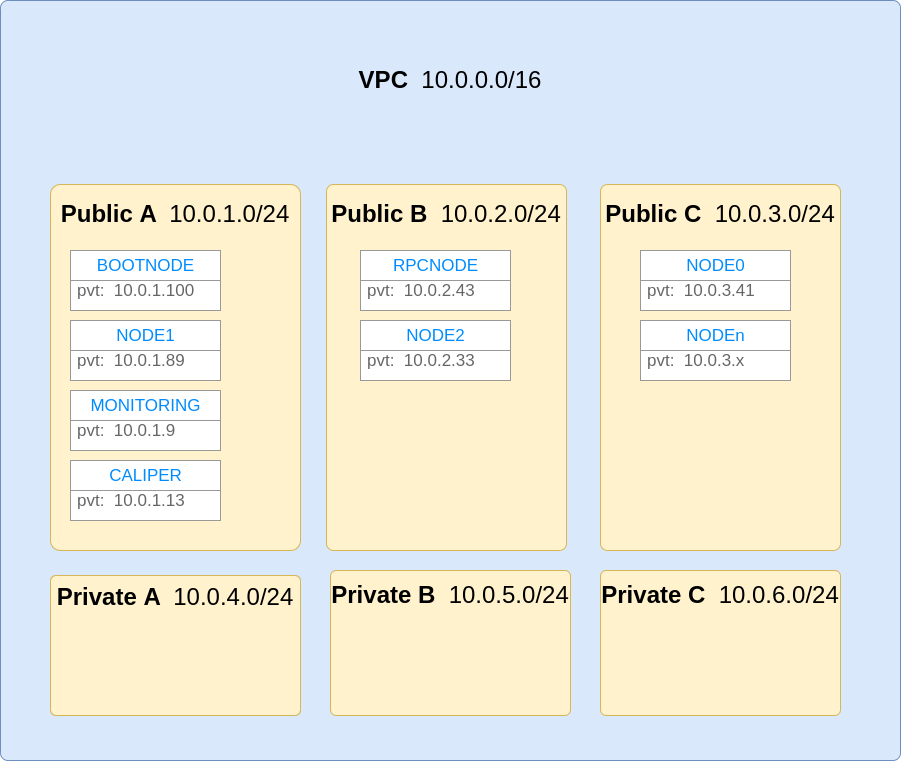 VPC 10.0.0.0/16
Public A 10.0.1.0/24
BOOTNODE
pvt: 10.0.1.100
NODE1
pvt: 10.0.1.89
MONITORING
pvt: 10.0.1.9
CALIPER
pvt: 10.0.1.13
Public B 10.0.2.0/24
RPCNODE
pvt: 10.0.2.43
NODE2
pvt: 10.0.2.33
Public C 10.0.3.0/24
NODE0
pvt: 10.0.3.41
NODEn
pvt: 10.0.3.x
Private A 10.0.4.0/24
Private B 10.0.5.0/24
Private C 10.0.6.0/24